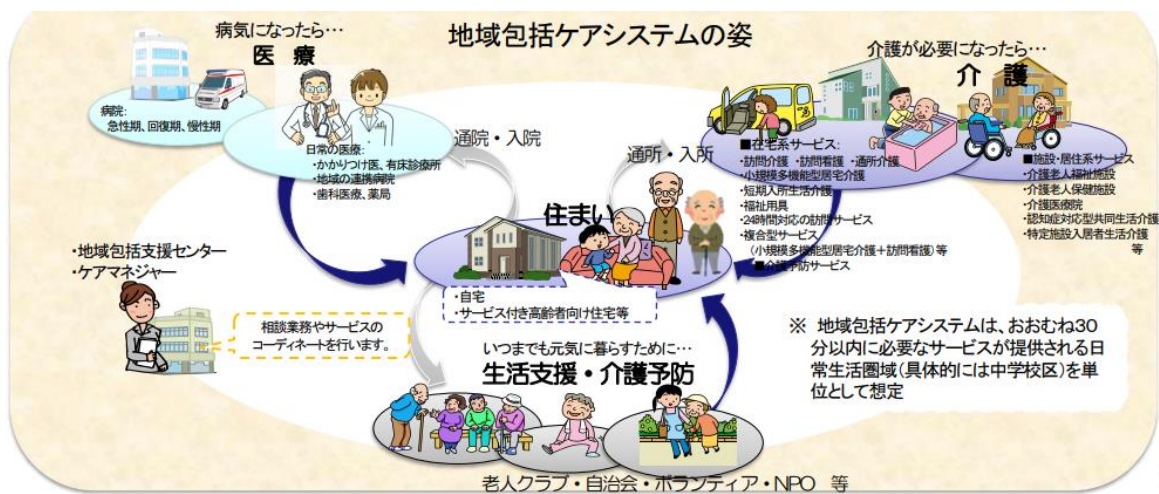 地域包括ケアシステムの姿
病気になったら…
医 療
病院:
急性期、回復期、慢性期
日常の医療:
・かかりつけ医、有床診療所
・地域の連携病院
・歯科医療、薬局
通院・入院
通所・入所
介護が必要になったら…
介 護
■在宅系サービス
・訪問介護 ・訪問看護 ・通所介護
・小規模多機能型居宅介護
・短期入所生活介護
・福祉用具
・24時間対応の訪問サービス
・複合型サービス
(小規模多機能型居宅介護+訪問看護)等
■介護予防サービス
■施設・居住系サービス
・介護老人福祉施設
・介護老人保健施設
・介護医療院
・認知症対応型共同生活介護
・特定施設入居者生活介護
等
住まい
・自宅
・サービス付き高齢者向け住宅等
・地域包括支援センター
・ケアマネジャー
相談業務やサービスの
コーディネートを行います。
いつまでも元気に暮らすために…
生活支援・介護予防
老人クラブ・自治会・ボランティア・NPO 等
※ 地域包括ケアシステムは、おおむね30
分以内に必要なサービスが提供される日
常生活圏域(具体的には中学校区)を単
位として想定